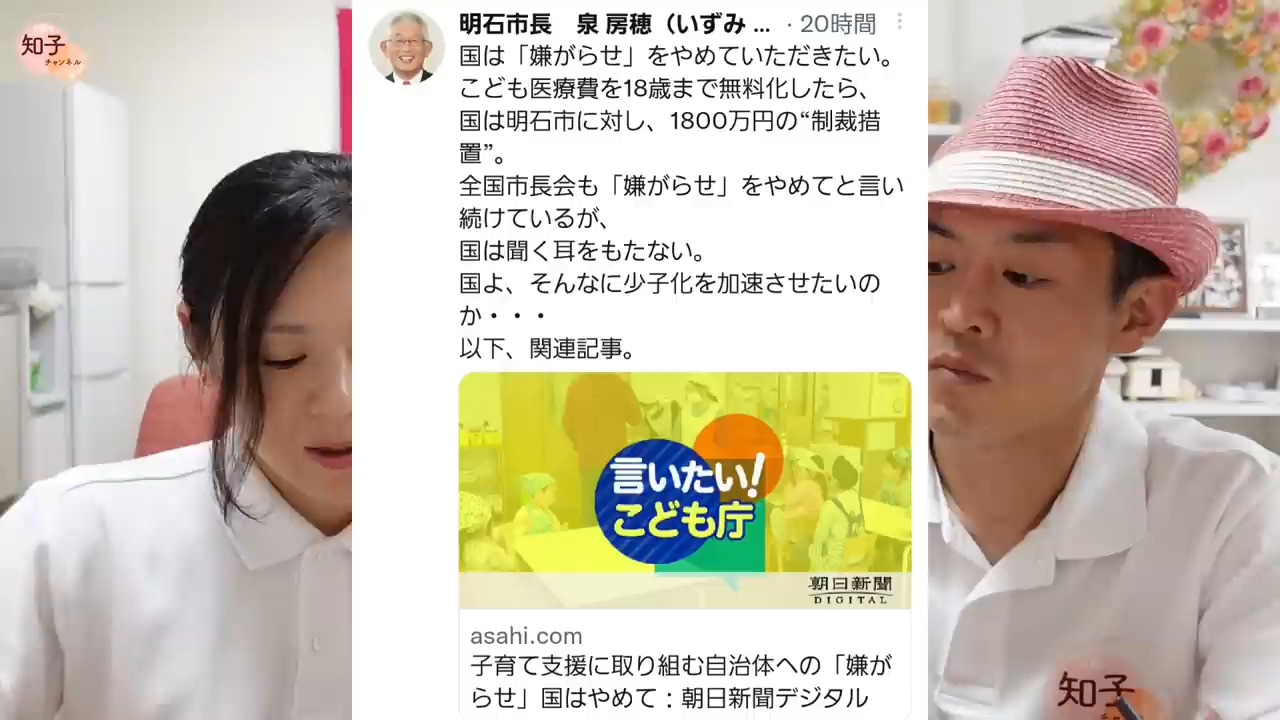 知子
チャンネル
明石市長　泉 房穂（いずみ ... ・20時間
国は「嫌がらせ」をやめていただきたい。
こども医療費を18歳まで無料化したら、
国は明石市に対し、1800万円の“制裁措
置”。
全国市長会も「嫌がらせ」をやめてと言い
続けているが、
国は聞く耳をもたない。
国よ、そんなに少子化を加速させたいの
か・・・
以下、関連記事。
言いたい!
こども庁
朝日新聞
DIGITAL
asahi.com
子育て支援に取り組む自治体への「嫌が
らせ」国はやめて：朝日新聞デジタル
知子